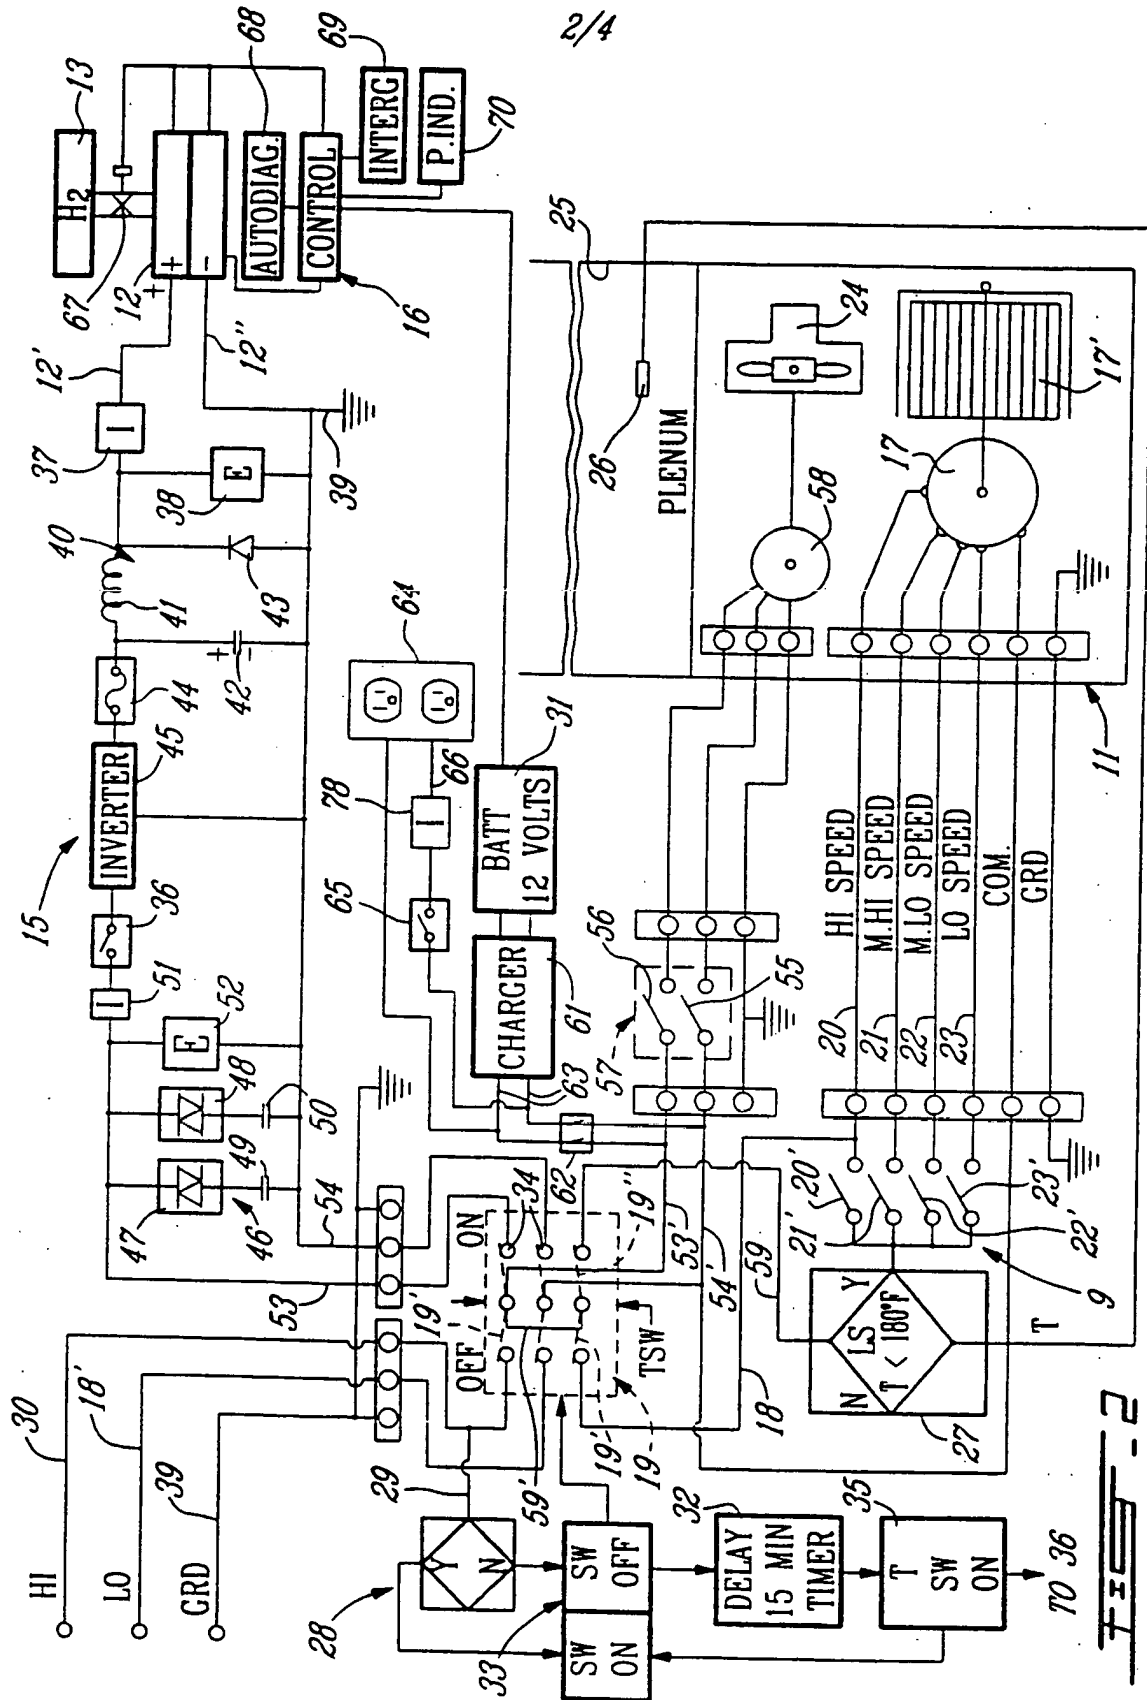 2/4
HI
LO
GRD
30
18'
39
15
INVERTER
45
44
36
51
E
52
48
50
47
49
46
54
53
I
37
12'
E
38
39
40
41
43
+
-
42
H2
13
67
12
+
+
-
12"
AUTODIAG.
68
CONTROL
16
INTERG
69
P.IND.
70
64
66
I
78
65
BATT
12 VOLTS
31
CHARGER
61
63
62
28
Y
N
29
33
SW
ON
SW
OFF
DELAY
15 MIN
TIMER
32
T
SW
ON
35
TO 36
OFF
ON
19'
34
TSW
19"
59'
19'
19
53'
54'
59
18
57
56
55
PLENUM
25
26
58
24
17
17'
11
HI SPEED
M.HI SPEED
M.LO SPEED
LO SPEED
COM.
GRD
20
21
22
23
20'
21'
22'
23'
9
N
Y
LS
T < 180°F
27
T
FIG-2